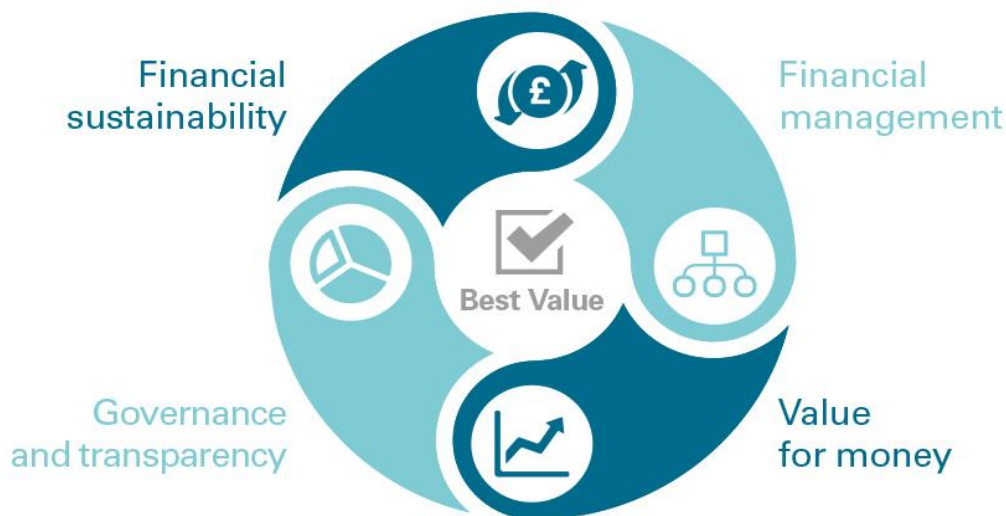 Financial
sustainability
£
Financial
management
Best Value
Governance
and transparency
Value
for money